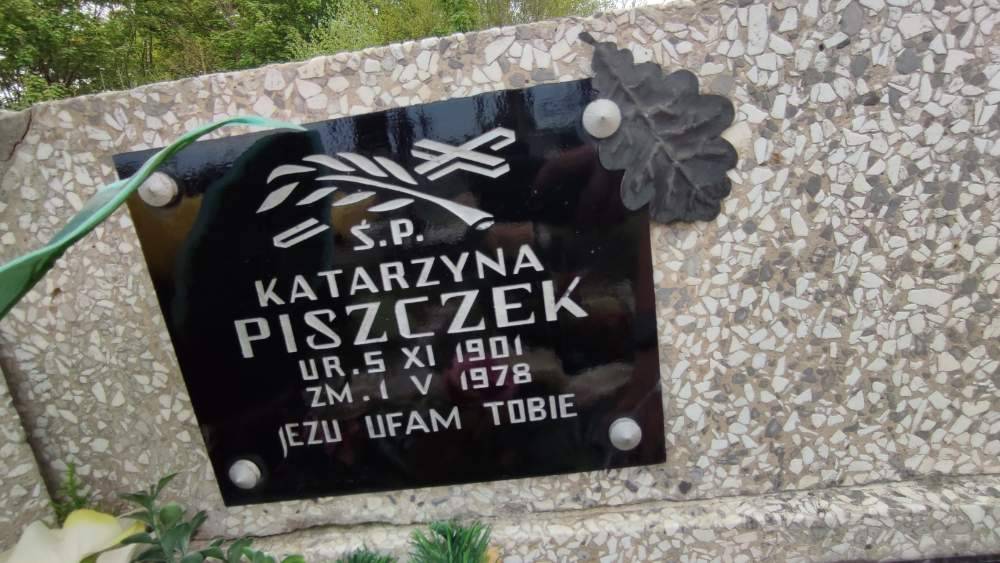 Ś.P.
KATARZYNA
PISZCZEK
UR. 5 XI 1901
ZM. 1 V 1978
JEZU UFAM TOBIE